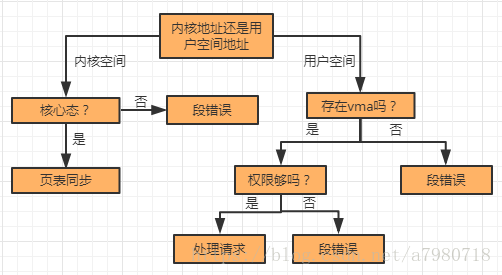 内核地址还是用
户空间地址
内核空间
用户空间
核心态？
否
段错误
存在vma吗？
是
是
否
页表同步
权限够吗？
段错误
是
否
处理请求
段错误
blog.csdn.net/a7980718